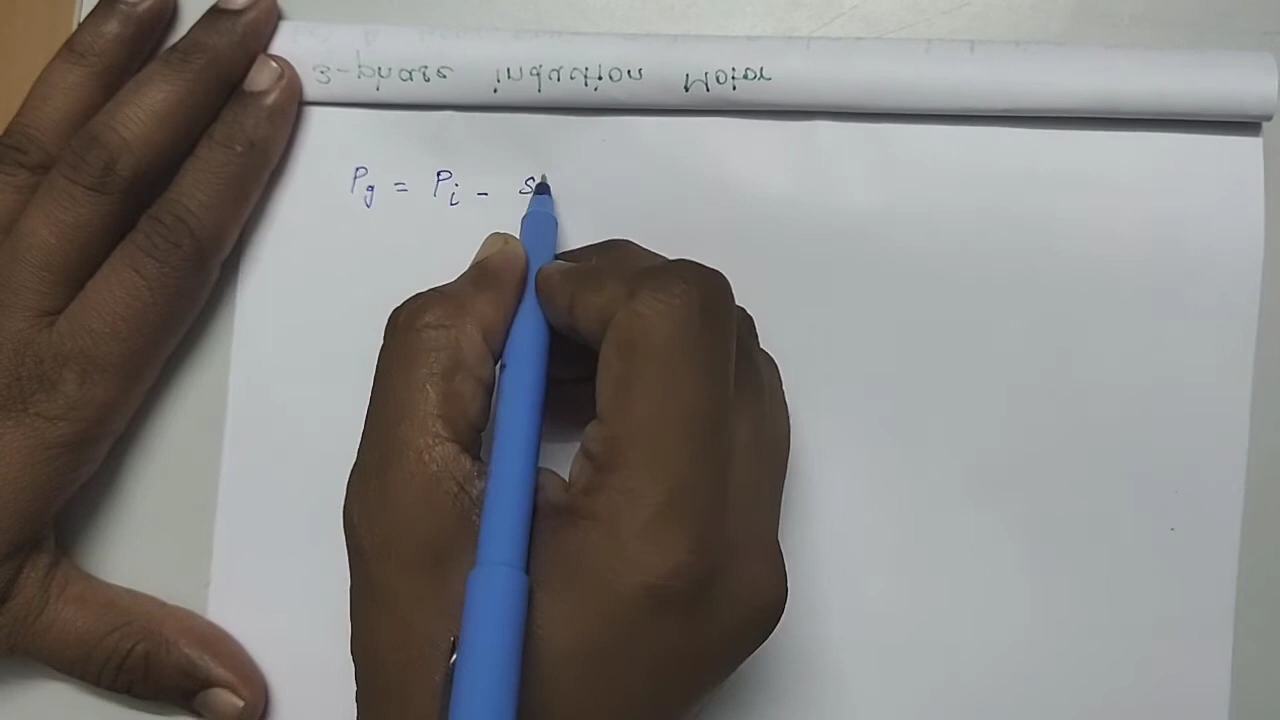 3-phase induction Motor
Pg = Pi - s